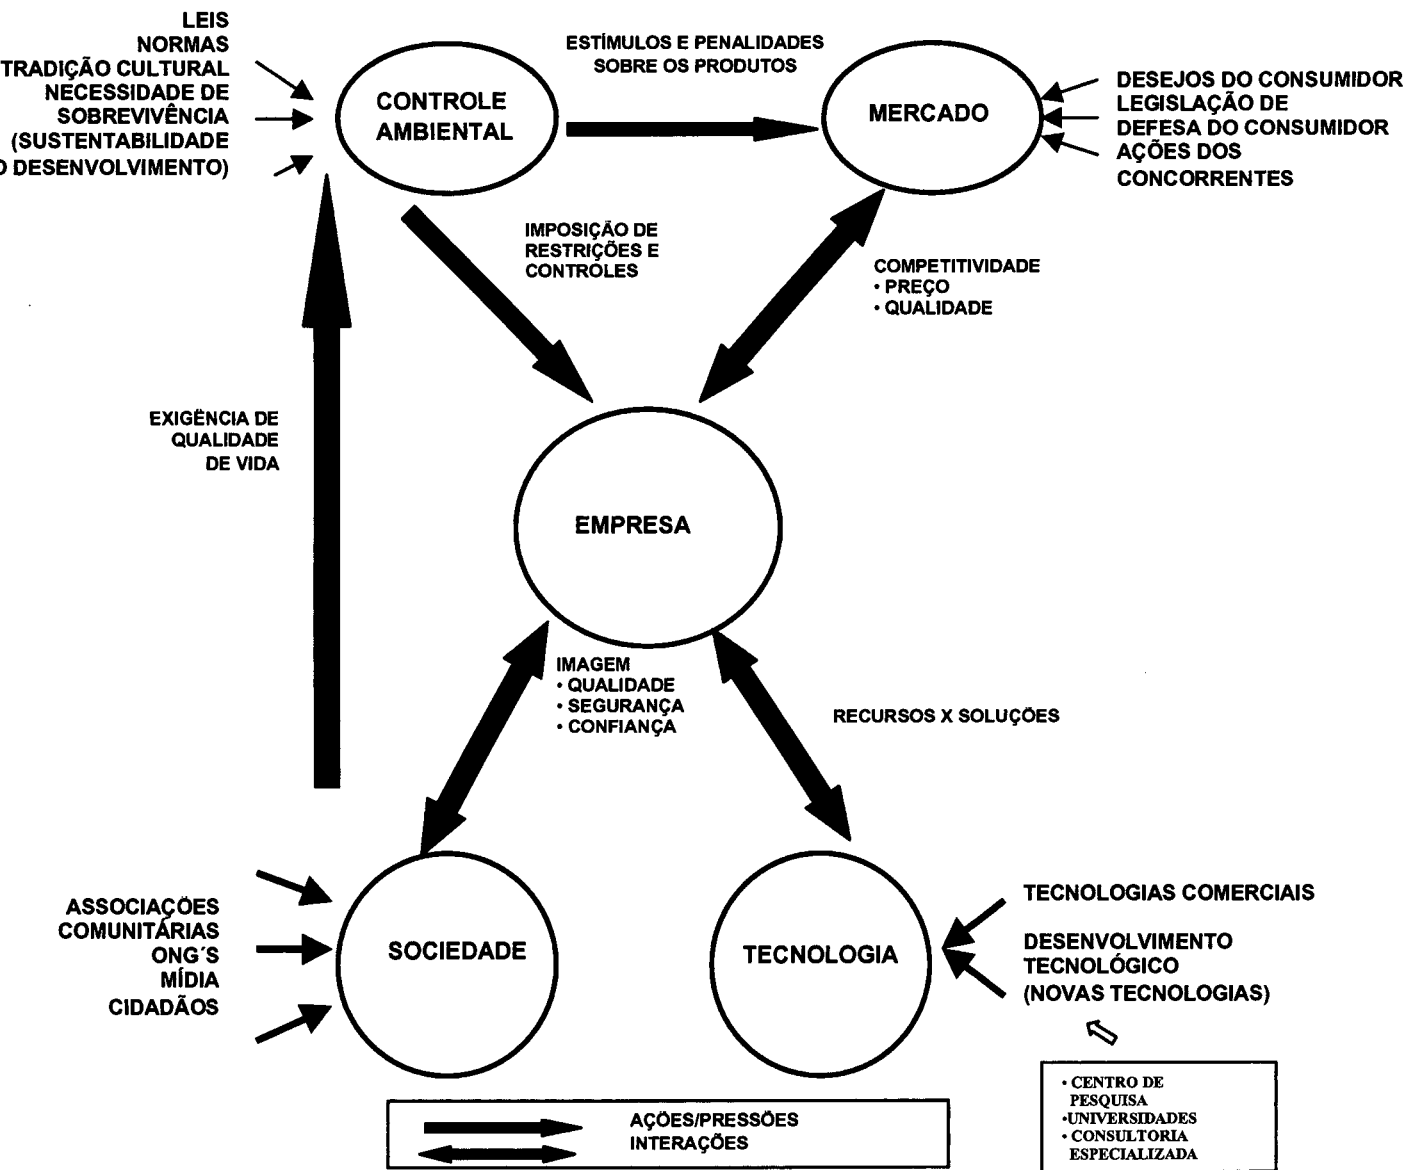 LEIS
NORMAS
TRADIÇÃO CULTURAL
NECESSIDADE DE
SOBREVIVÊNCIA
(SUSTENTABILIDADE
O DESENVOLVIMENTO)
CONTROLE
AMBIENTAL
ESTÍMULOS E PENALIDADES
SOBRE OS PRODUTOS
MERCADO
DESEJOS DO CONSUMIDOR
LEGISLAÇÃO DE
DEFESA DO CONSUMIDOR
AÇÕES DOS
CONCORRENTES
IMPOSIÇÃO DE
RESTRIÇÕES E
CONTROLES
COMPETITIVIDADE
• PREÇO
• QUALIDADE
EXIGÊNCIA DE
QUALIDADE
DE VIDA
EMPRESA
IMAGEM
• QUALIDADE
• SEGURANÇA
• CONFIANÇA
RECURSOS X SOLUÇÕES
ASSOCIAÇÕES
COMUNITÁRIAS
ONG´S
MÍDIA
CIDADÃOS
SOCIEDADE
TECNOLOGIA
TECNOLOGIAS COMERCIAIS
DESENVOLVIMENTO
TECNOLÓGICO
(NOVAS TECNOLOGIAS)
• CENTRO DE
PESQUISA
•UNIVERSIDADES
• CONSULTORIA
ESPECIALIZADA
AÇÕES/PRESSÕES
INTERAÇÕES